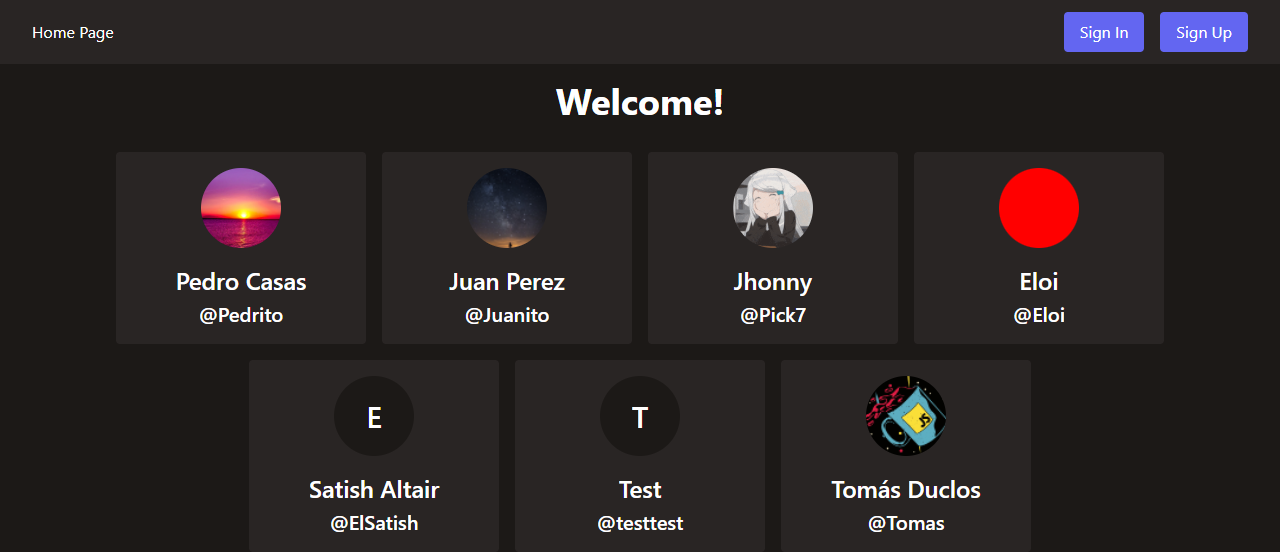 Home Page
Sign In
Sign Up
Welcome!
Pedro Casas
@Pedrito
Juan Perez
@Juanito
Jhonny
@Pick7
Eloi
@Eloi
E
Satish Altair
@ElSatish
T
Test
@testtest
JS
Tomás Duclos
@Tomas